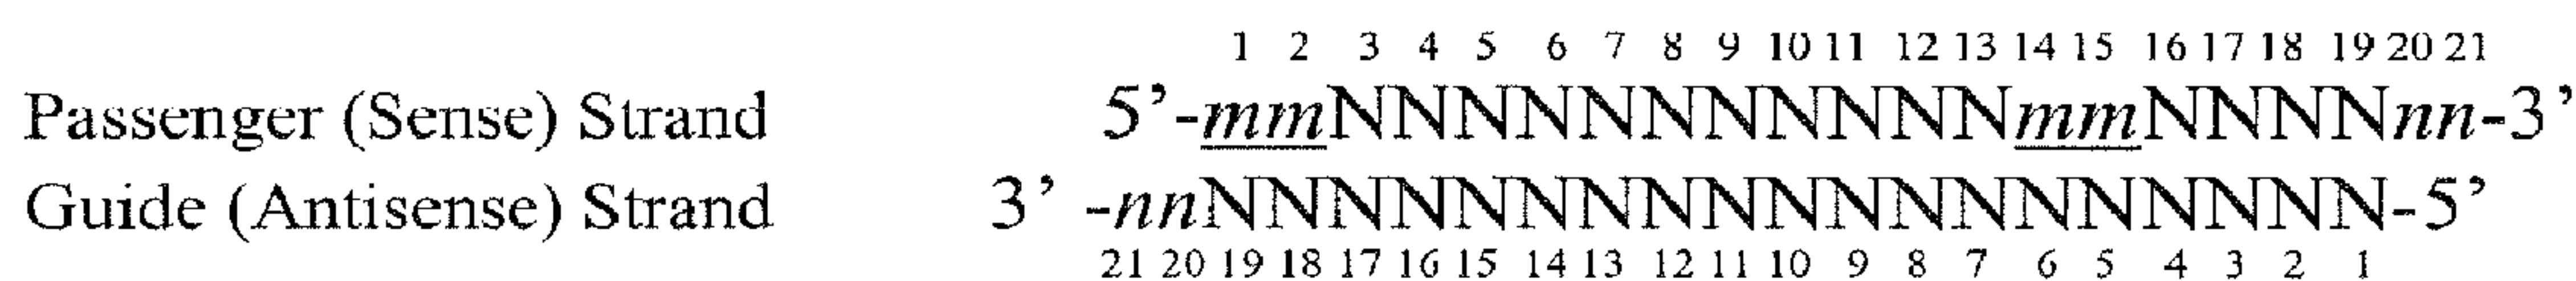 1 2 3 4 5 6 7 8 9 10 11 12 13 14 15 16 17 18 19 20 21
Passenger (Sense) Strand 5’-mmNNNNNNNNNNNmmNNNNnn-3’
Guide (Antisense) Strand 3’ -nnNNNNNNNNNNNNNNNNNNN-5’
21 20 19 18 17 16 15 14 13 12 11 10 9 8 7 6 5 4 3 2 1